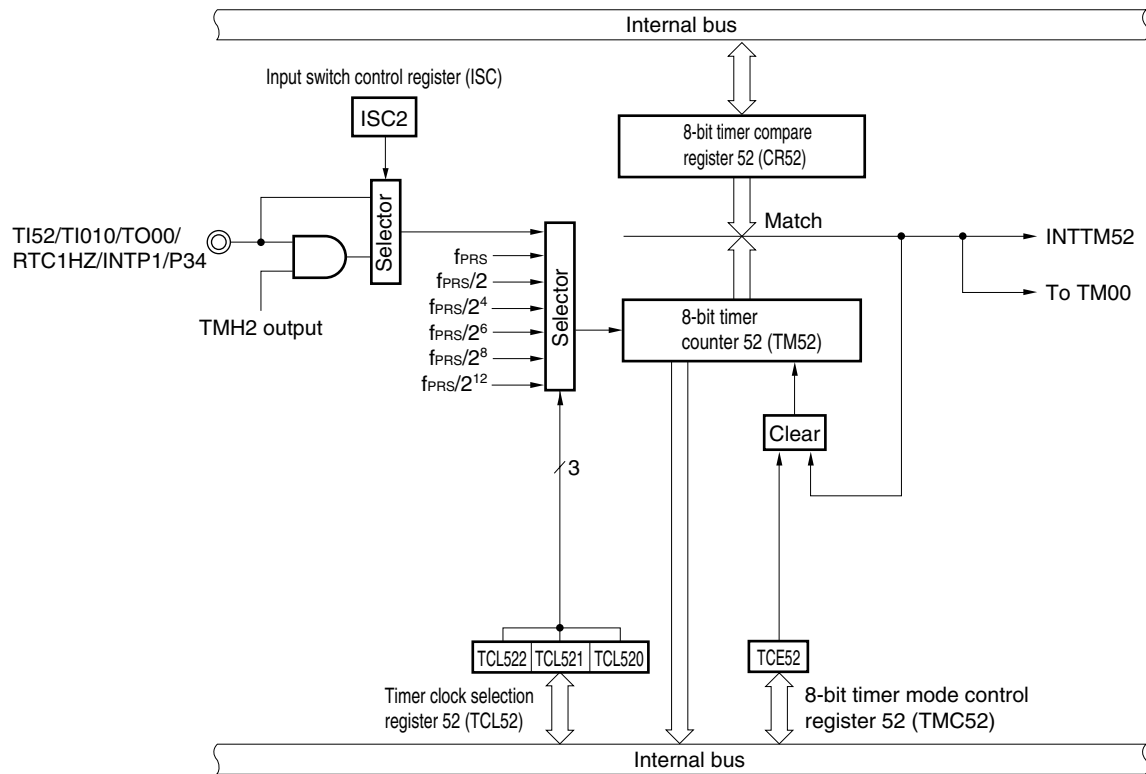 Internal bus
Input switch control register (ISC)
ISC2
8-bit timer compare
register 52 (CR52)
Selector
Match
TI52/TI010/TO00/
RTC1HZ/INTP1/P34
INTTM52
fPRS
fPRS/2
fPRS/2⁴
fPRS/2⁶
fPRS/2⁸
fPRS/2¹²
Selector
To TM00
TMH2 output
8-bit timer
counter 52 (TM52)
Clear
3
TCL522 TCL521 TCL520
TCE52
Timer clock selection
register 52 (TCL52)
8-bit timer mode control
register 52 (TMC52)
Internal bus